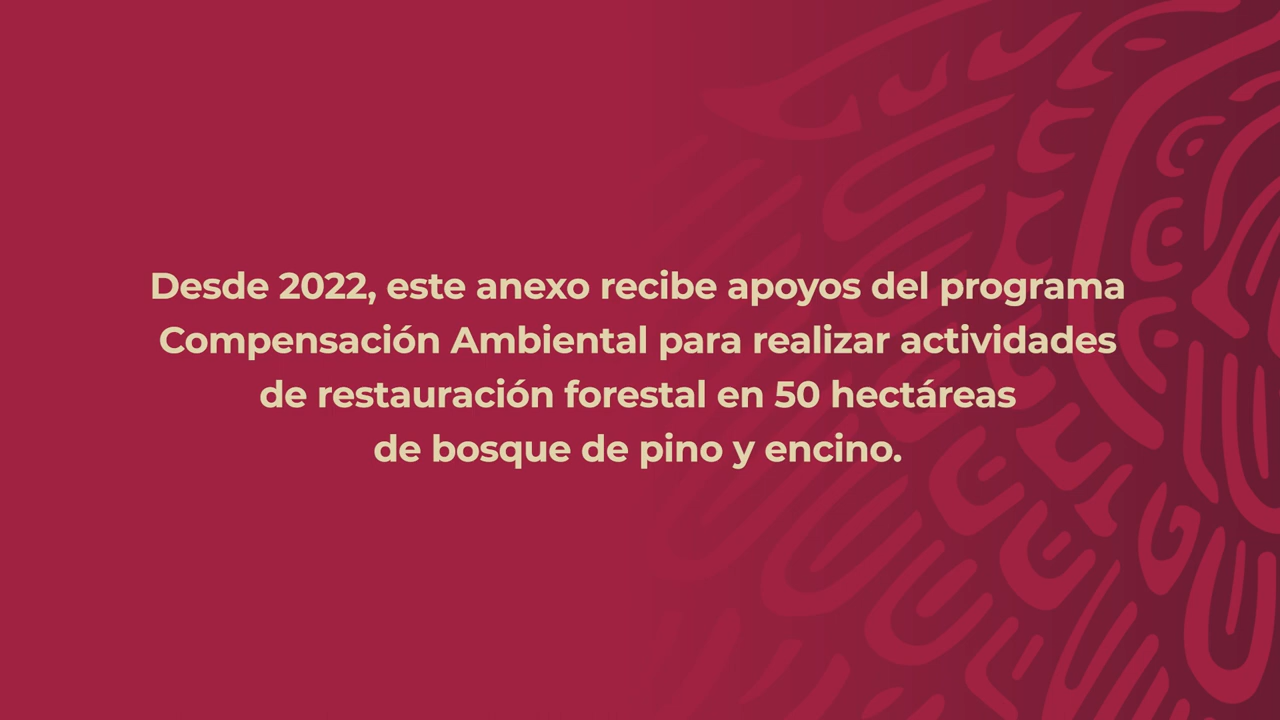 Desde 2022, este anexo recibe apoyos del programa
Compensación Ambiental para realizar actividades
de restauración forestal en 50 hectáreas
de bosque de pino y encino.